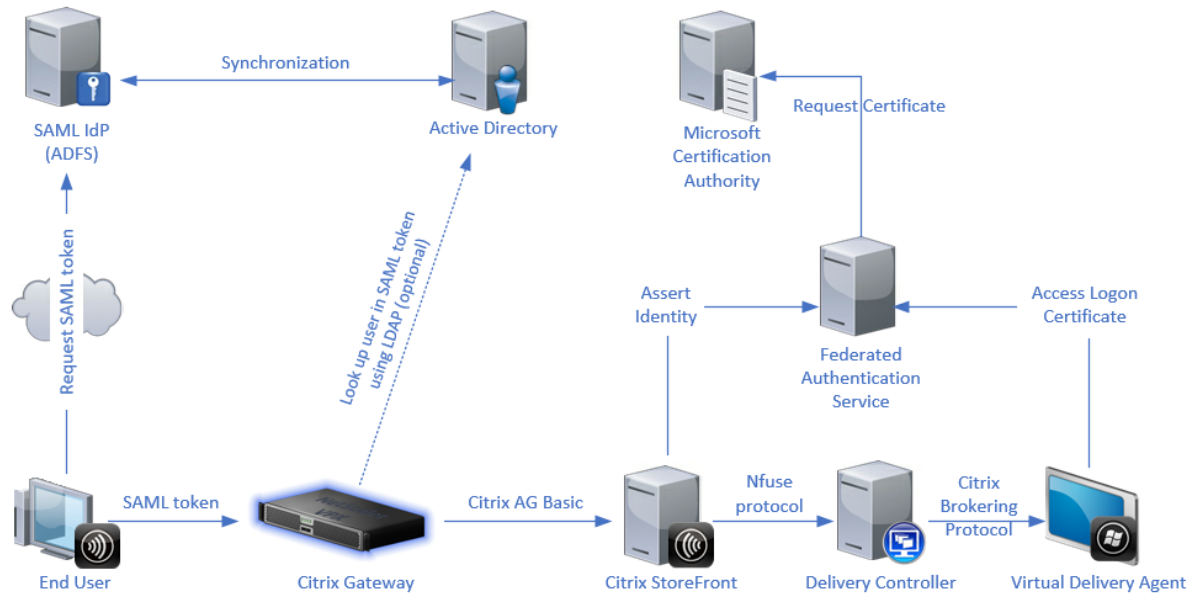 Synchronization
SAML IdP
(ADFS)
Active Directory
Request Certificate
Microsoft
Certification
Authority
Request SAML token
Look up user in SAML token
using LDAP (optional)
Assert
Identity
Access Logon
Certificate
Federated
Authentication
Service
SAML token
Citrix AG Basic
Nfuse
protocol
Citrix
Brokering
Protocol
End User
Citrix Gateway
Citrix StoreFront
Delivery Controller
Virtual Delivery Agent